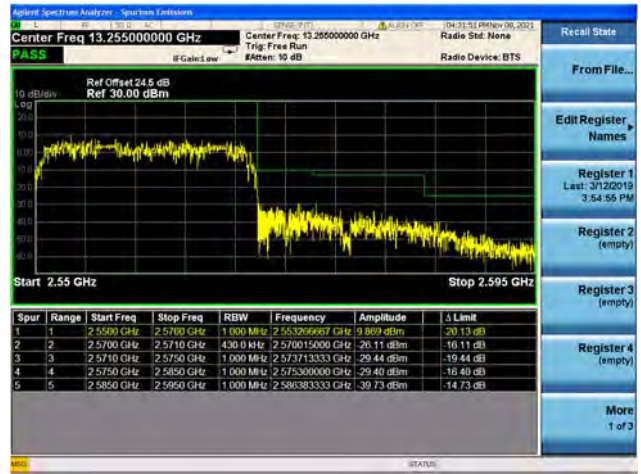 Agilent Spectrum Analyzer - Spurious Emissions
L RF 50 Ω AC SENSE:INT ALIGN OFF 04:31:51 PM Nov 08, 2021
Center Freq 13.255000000 GHz
Center Freq: 13.255000000 GHz
Radio Std: None
Trig: Free Run
PASS
IFGain:Low
#Atten: 10 dB
Radio Device: BTS
Ref Offset 24.5 dB
10 dB/div Ref 30.00 dBm
Log
20.0
10.0
0.00
Start 2.55 GHz
Stop 2.595 GHz
Spur Range Start Freq Stop Freq RBW Frequency Amplitude Δ Limit
1 1 2.5500 GHz 2.5700 GHz 1.000 MHz 2.553266667 GHz 9.869 dBm -20.13 dB
2 2 2.5700 GHz 2.5710 GHz 430.0 kHz 2.570015000 GHz -26.11 dBm -16.11 dB
3 3 2.5710 GHz 2.5750 GHz 1.000 MHz 2.573713333 GHz -29.44 dBm -19.44 dB
4 4 2.5750 GHz 2.5850 GHz 1.000 MHz 2.575300000 GHz -29.40 dBm -16.40 dB
5 5 2.5850 GHz 2.5950 GHz 1.000 MHz 2.586383333 GHz -39.73 dBm -14.73 dB
MSG
STATUS
Recall State
From File...
Edit Register
Names
Register 1
Last: 3/12/2019
3:54:55 PM
Register 2
(empty)
Register 3
(empty)
Register 4
(empty)
More
1 of 3